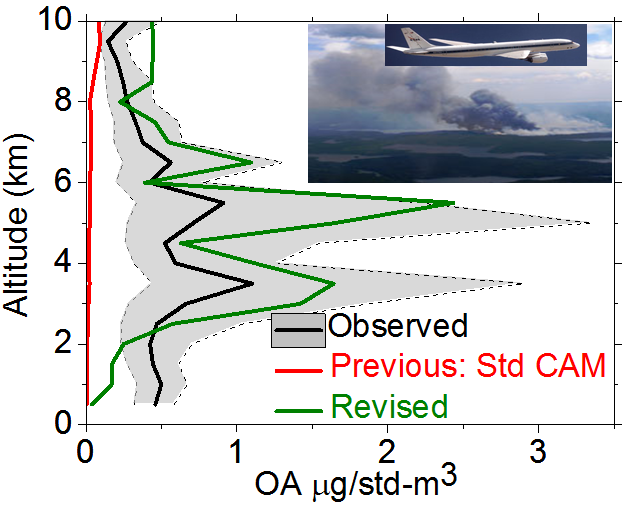 10
8
6
4
2
0
Altitude (km)
Observed
Previous: Std CAM
Revised
0 1 2 3
OA µg/std-m³